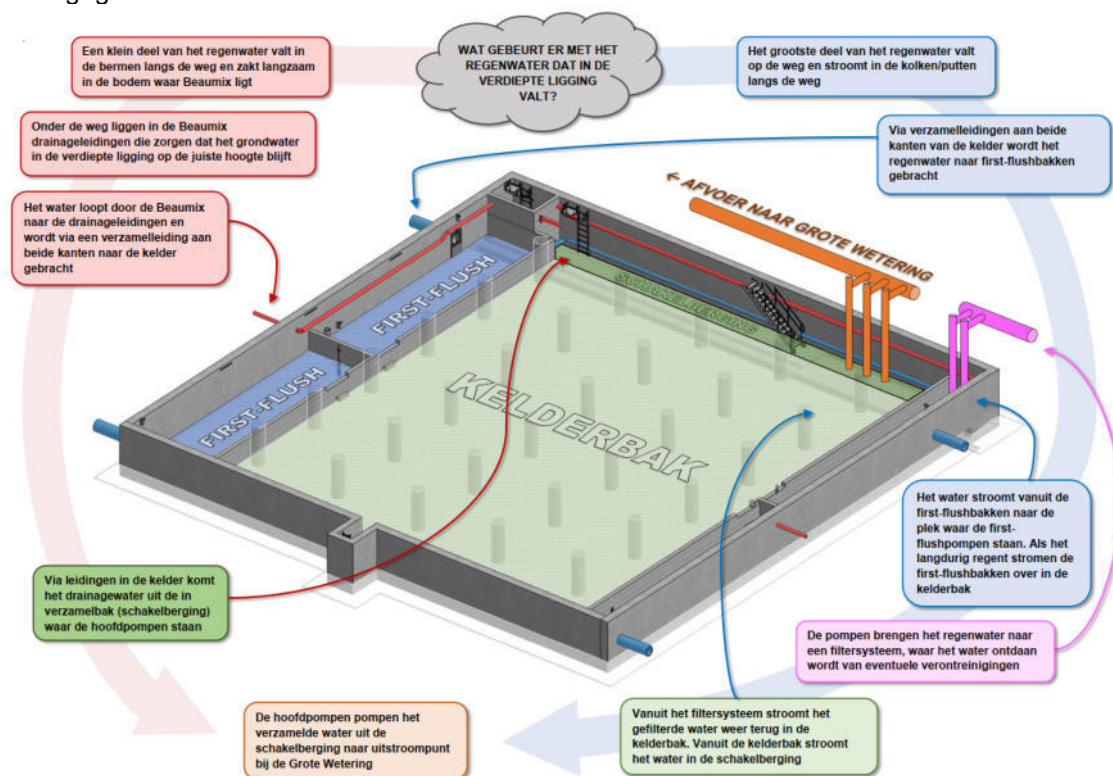 WAT GEBEURT ER MET HET
REGENWATER DAT IN DE
VERDIEPTE LIGGING
VALT?
Een klein deel van het regenwater valt in
de bermen langs de weg en zakt langzaam
in de bodem waar Beaumix ligt
Het grootste deel van het regenwater valt
op de weg en stroomt in de kolken/putten
langs de weg
Onder de weg liggen in de Beaumix
drainageleidingen die zorgen dat het grondwater
in de verdiepte ligging op de juiste hoogte blijft
Via verzamelleidingen aan beide
kanten van de kelder wordt het
regenwater naar first-flushbakken
gebracht
Het water loopt door de Beaumix
naar de drainageleidingen en
wordt via een verzamelleiding aan
beide kanten naar de kelder
gebracht
← AFVOER NAAR GROTE WETERING
FIRST-FLUSH
FIRST-FLUSH
SCHAKELBERGING
KELDERBAK
Het water stroomt vanuit de
first-flushbakken naar de
plek waar de first-
flushpompen staan. Als het
langdurig regent stromen de
first-flushbakken over in de
kelderbak
Via leidingen in de kelder komt
het drainagewater uit de in
verzamelbak (schakelberging)
waar de hoofdpompen staan
De pompen brengen het regenwater naar
een filtersysteem, waar het water ontdaan
wordt van eventuele verontreinigingen
De hoofdpompen pompen het
verzamelde water uit de
schakelberging naar uitstroompunt
bij de Grote Wetering
Vanuit het filtersysteem stroomt het
gefilterde water weer terug in de
kelderbak. Vanuit de kelderbak stroomt
het water in de schakelberging